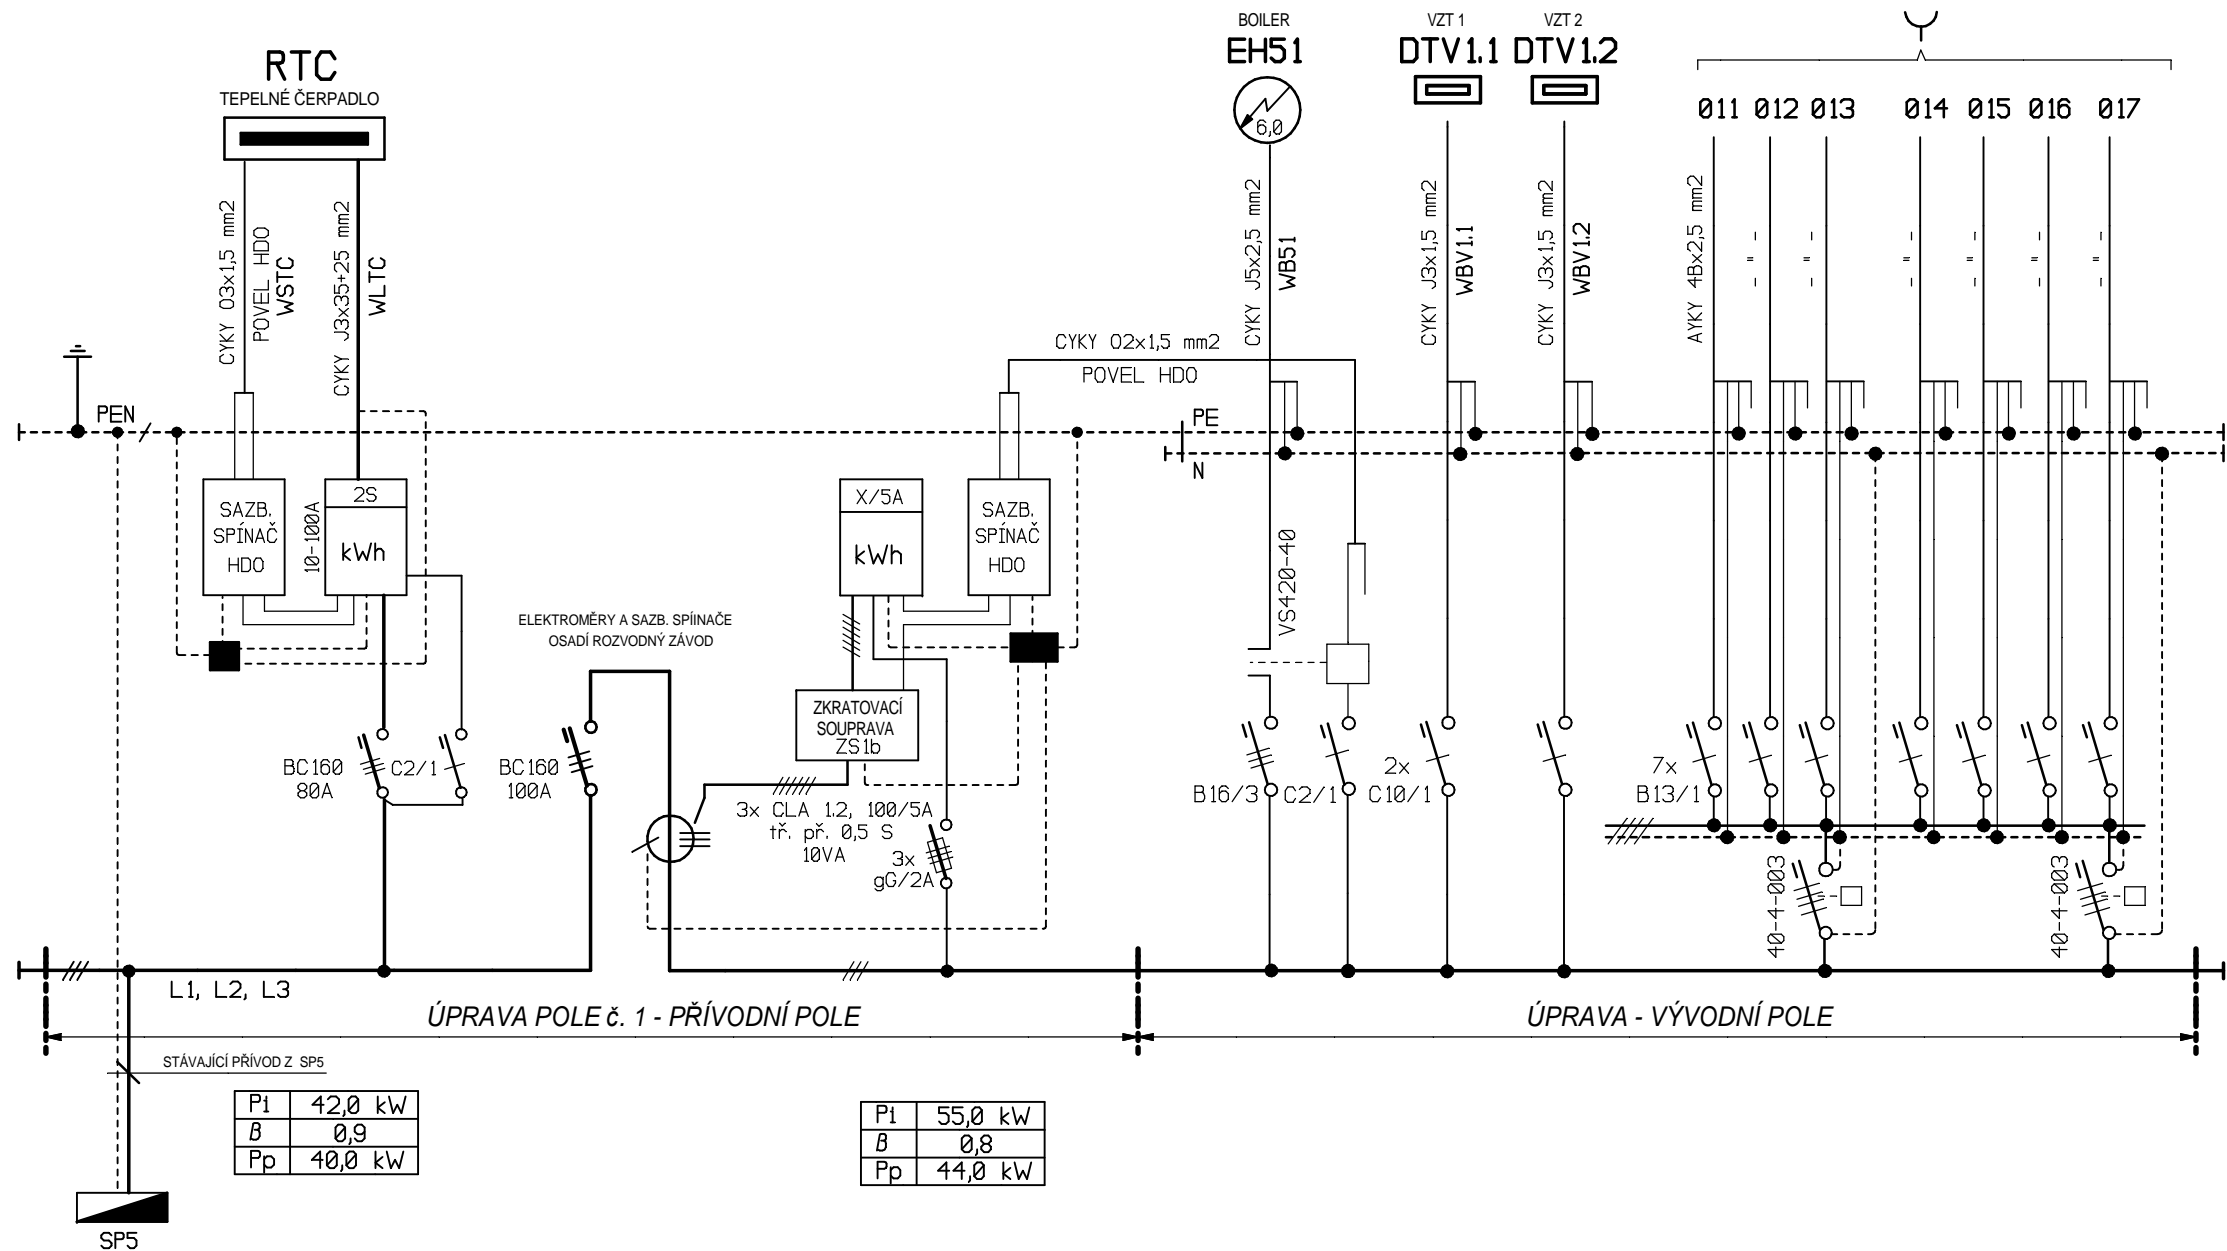 RTC
TEPELNÉ ČERPADLO
BOILER
EH51
6,0
VZT 1
DTV1.1
VZT 2
DTV1.2
011 012 013 014 015 016 017
CYKY O3x1,5 mm2
POVEL HDO
WSTC
CYKY J3x35+25 mm2
WLTC
CYKY J5x2,5 mm2
WB51
CYKY J3x1,5 mm2
WBV1.1
CYKY J3x1,5 mm2
WBV1.2
AYKY 4Bx2,5 mm2
- = -
- = -
- = -
- = -
- = -
- = -
CYKY O2x1,5 mm2
POVEL HDO
PEN
PE
N
SAZB.
SPÍNAČ
HDO
10-100A
2S
kWh
X/5A
kWh
SAZB.
SPÍNAČ
HDO
VS420-40
ELEKTROMĚRY A SAZB. SPÍINAČE
OSADÍ ROZVODNÝ ZÁVOD
ZKRATOVACÍ
SOUPRAVA
ZS1b
BC160
80A
C2/1
BC160
100A
3x CLA 1.2, 100/5A
tř. př. 0,5 S
10VA
3x
gG/2A
B16/3
C2/1
2x
C10/1
7x
B13/1
40-4-003
40-4-003
L1, L2, L3
ÚPRAVA POLE č. 1 - PŘÍVODNÍ POLE
ÚPRAVA - VÝVODNÍ POLE
STÁVAJÍCÍ PŘÍVOD Z SP5
Pi 42,0 kW
β 0,9
Pp 40,0 kW
Pi 55,0 kW
β 0,8
Pp 44,0 kW
SP5